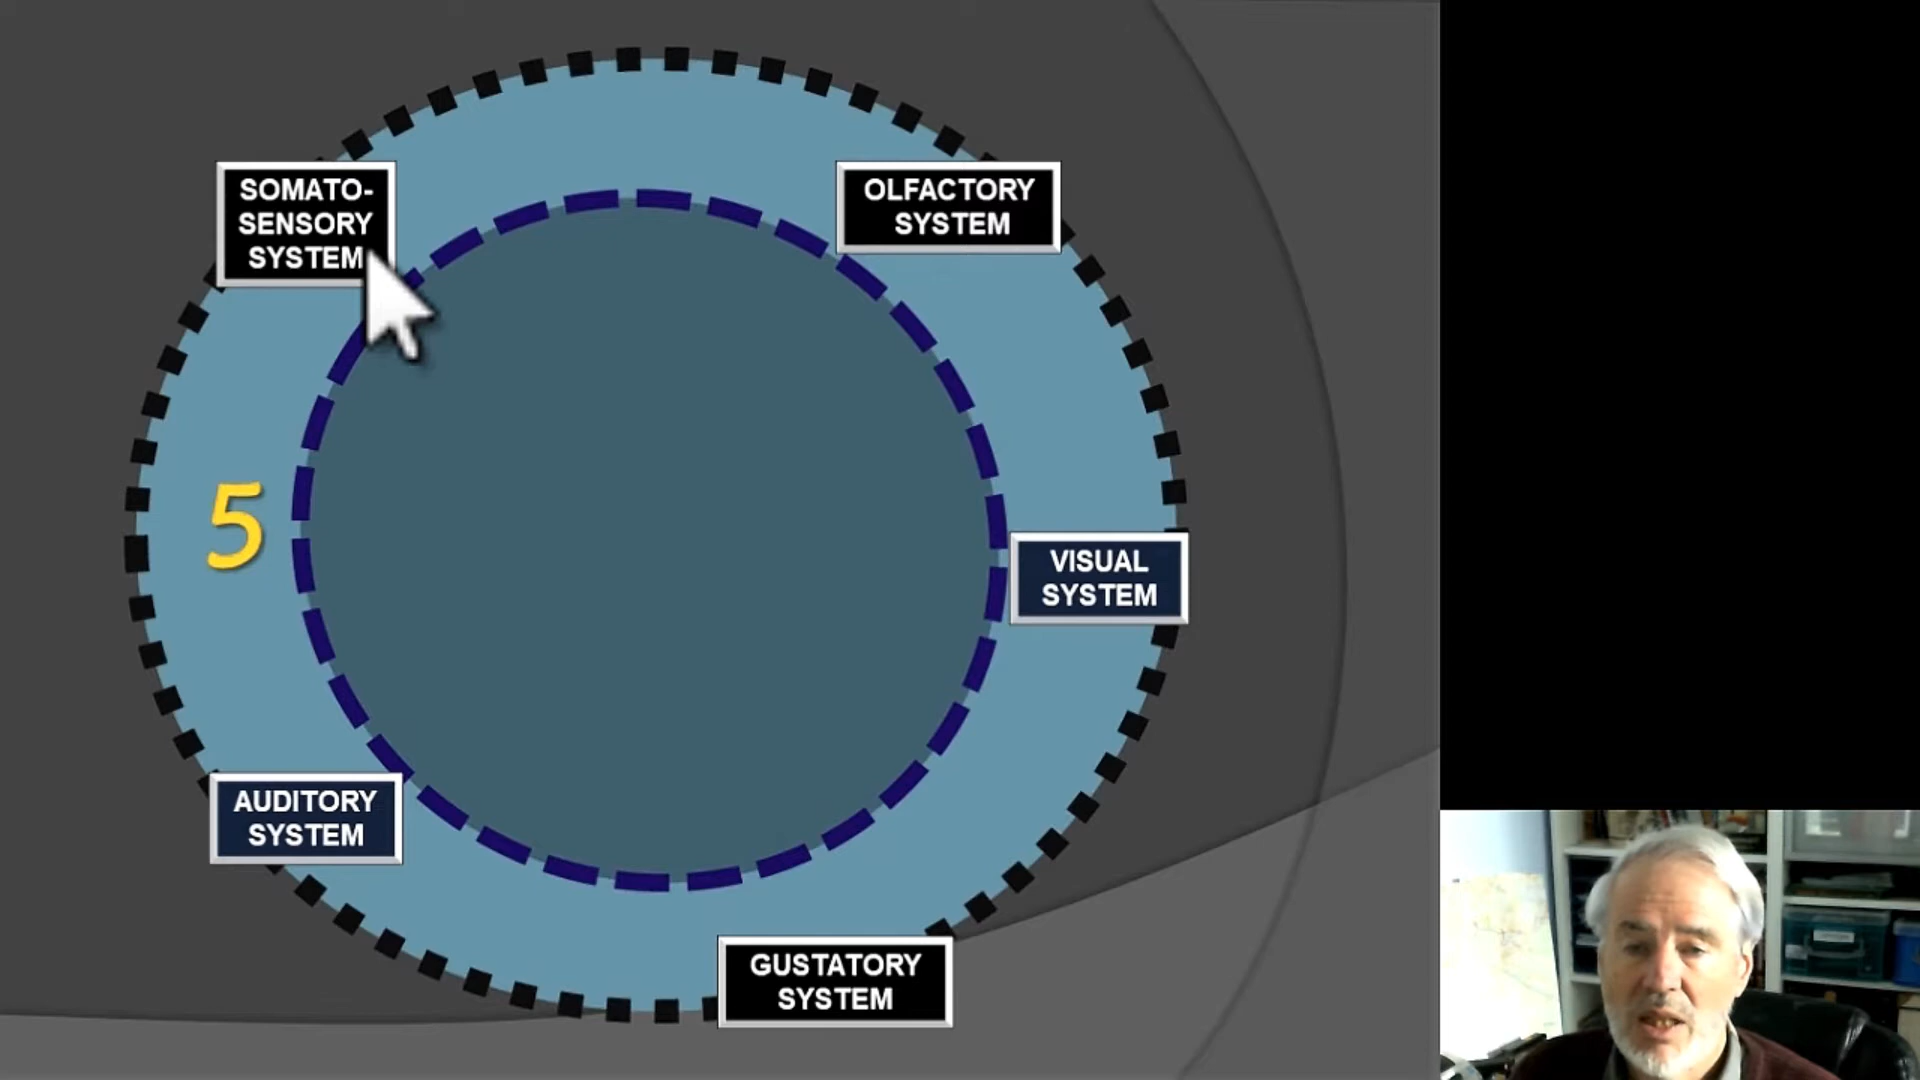 SOMATO-
SENSORY
SYSTEM
OLFACTORY
SYSTEM
5
VISUAL
SYSTEM
AUDITORY
SYSTEM
GUSTATORY
SYSTEM